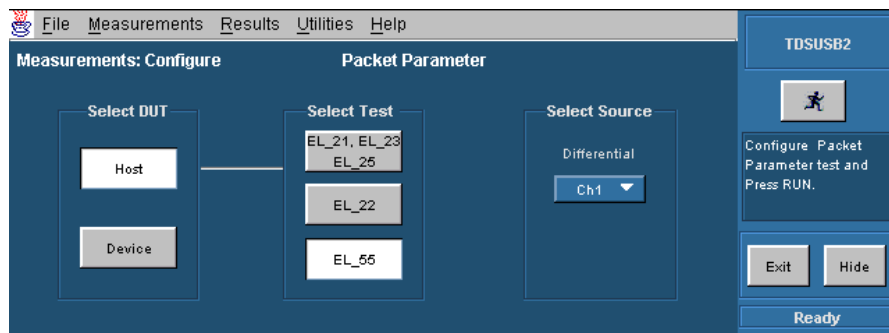 File Measurements Results Utilities Help
TDSUSB2
Measurements: Configure Packet Parameter
Select DUT
Host
Device
Select Test
EL_21, EL_23
EL_25
EL_22
EL_55
Select Source
Differential
Ch1
Configure Packet
Parameter test and
Press RUN.
Exit Hide
Ready